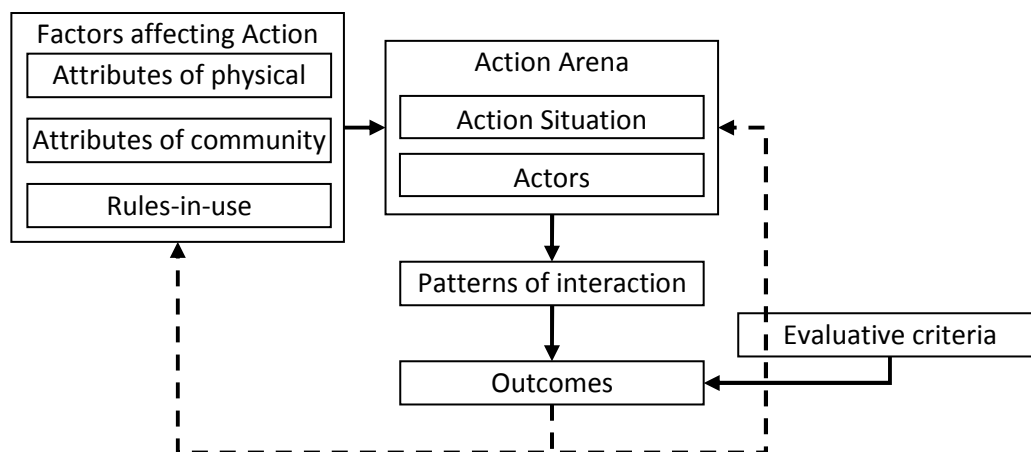 Factors affecting Action
Attributes of physical
Attributes of community
Rules-in-use
Action Arena
Action Situation
Actors
Patterns of interaction
Evaluative criteria
Outcomes